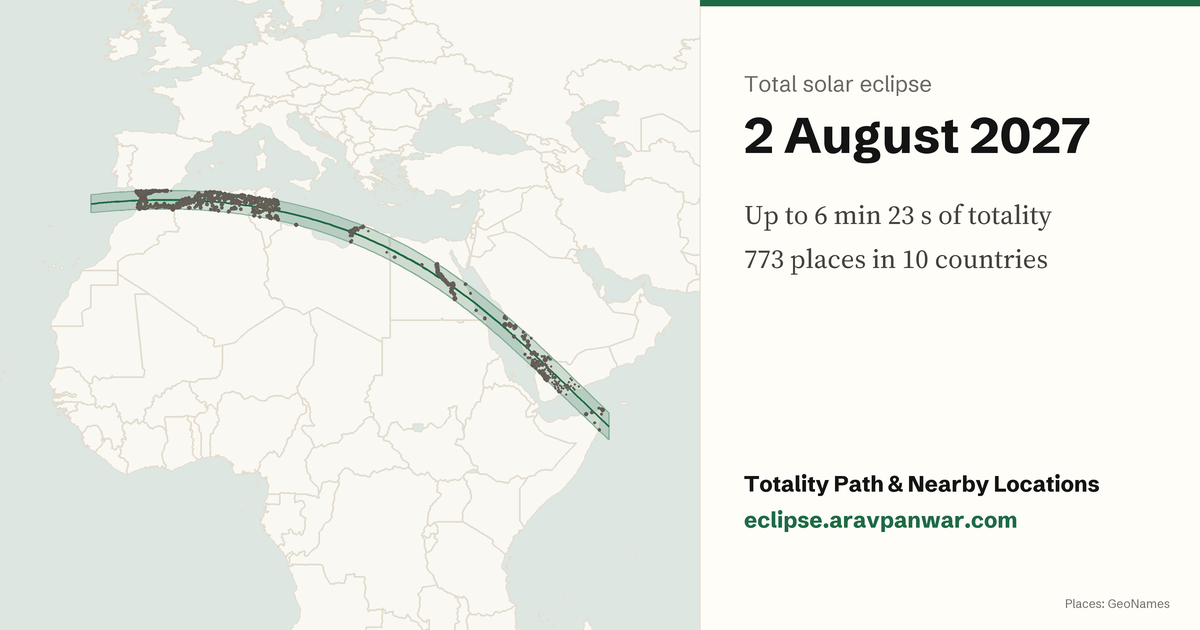 Total solar eclipse
2 August 2027
Up to 6 min 23 s of totality
773 places in 10 countries
Totality Path & Nearby Locations
eclipse.aravpanwar.com
Places: GeoNames